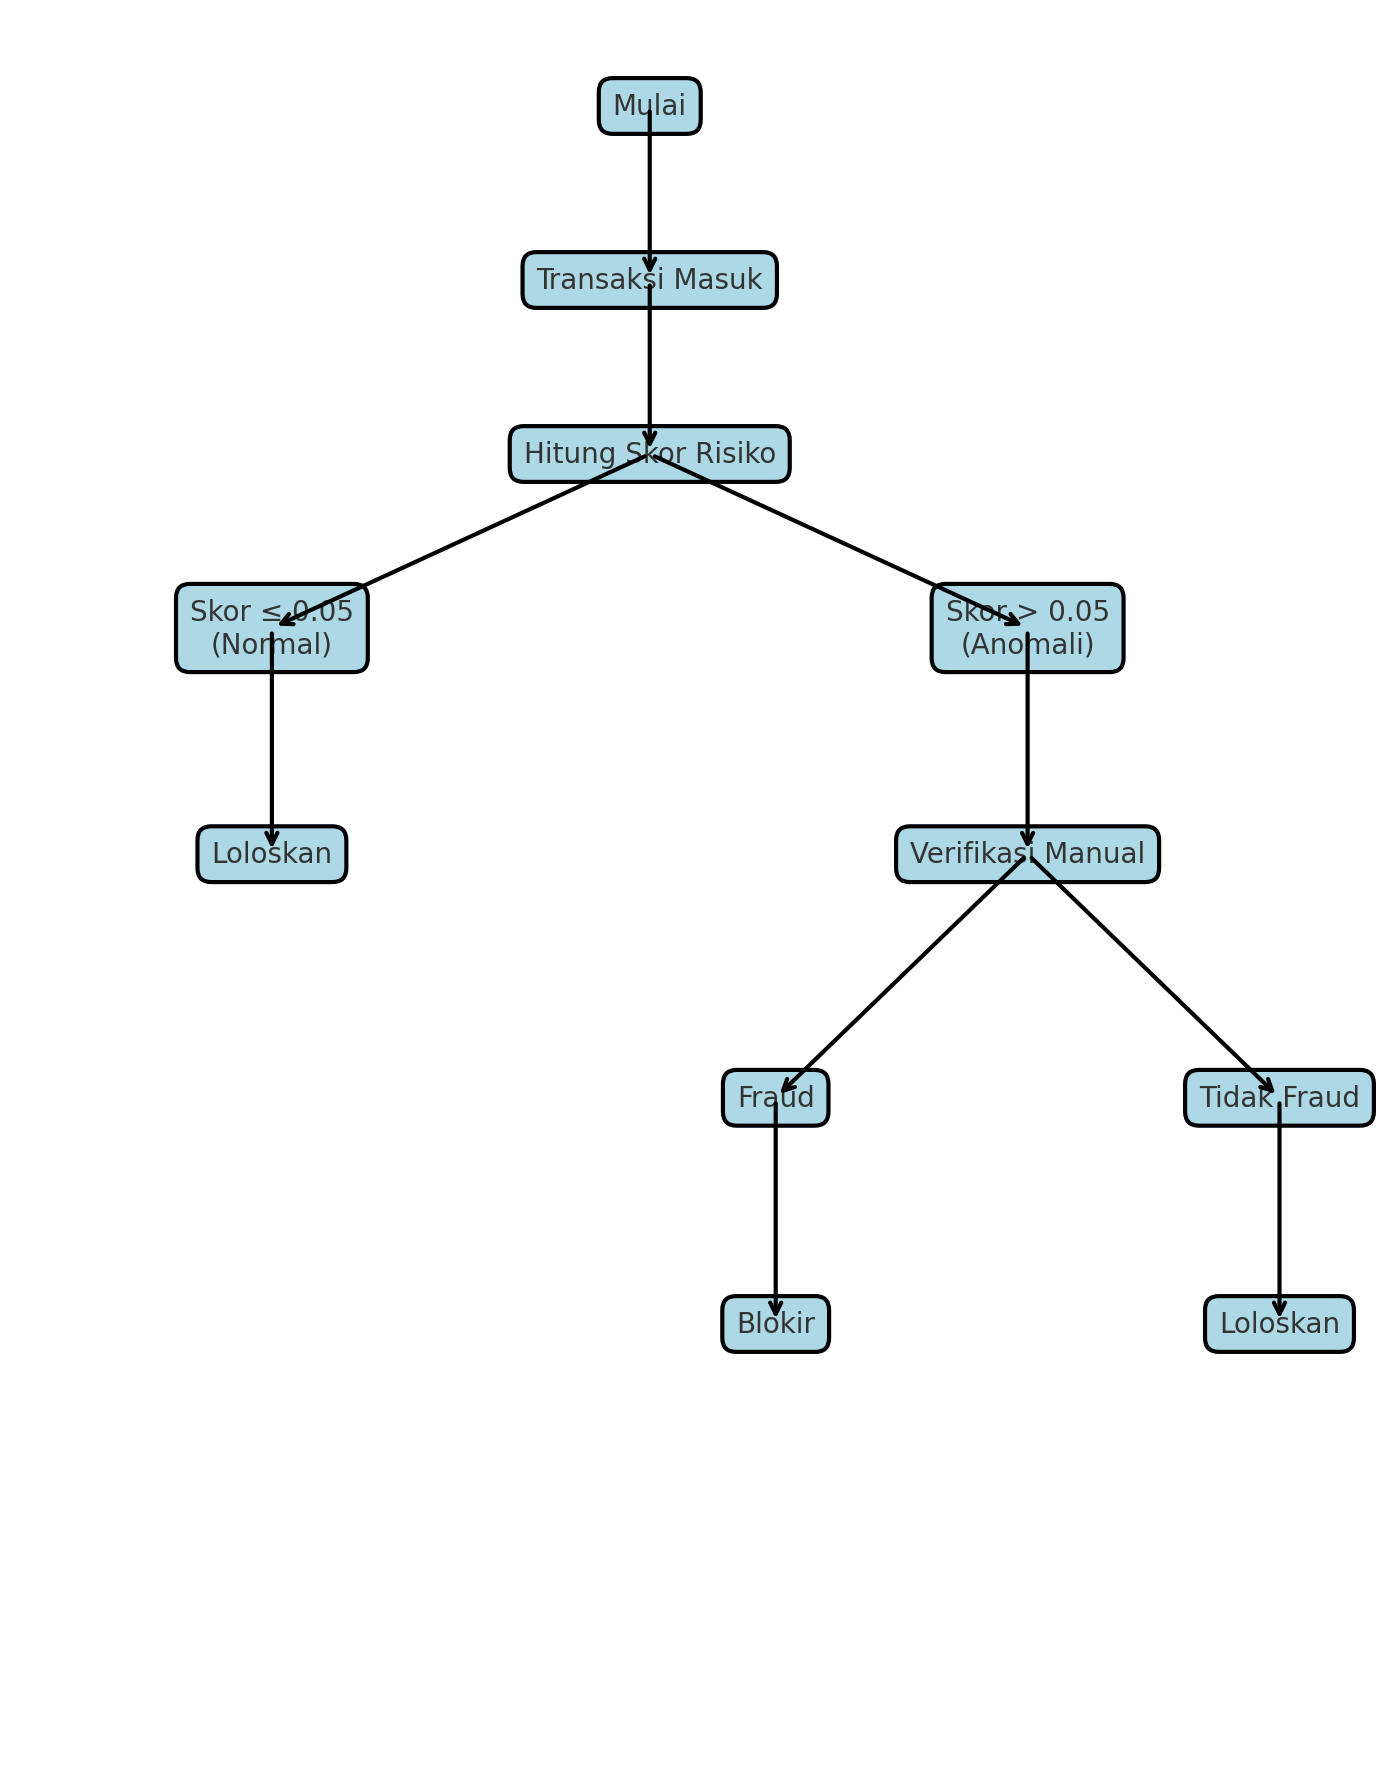 Mulai
Transaksi Masuk
Hitung Skor Risiko
Skor ≤ 0.05
(Normal)
Skor > 0.05
(Anomali)
Loloskan
Verifikasi Manual
Fraud
Tidak Fraud
Blokir
Loloskan